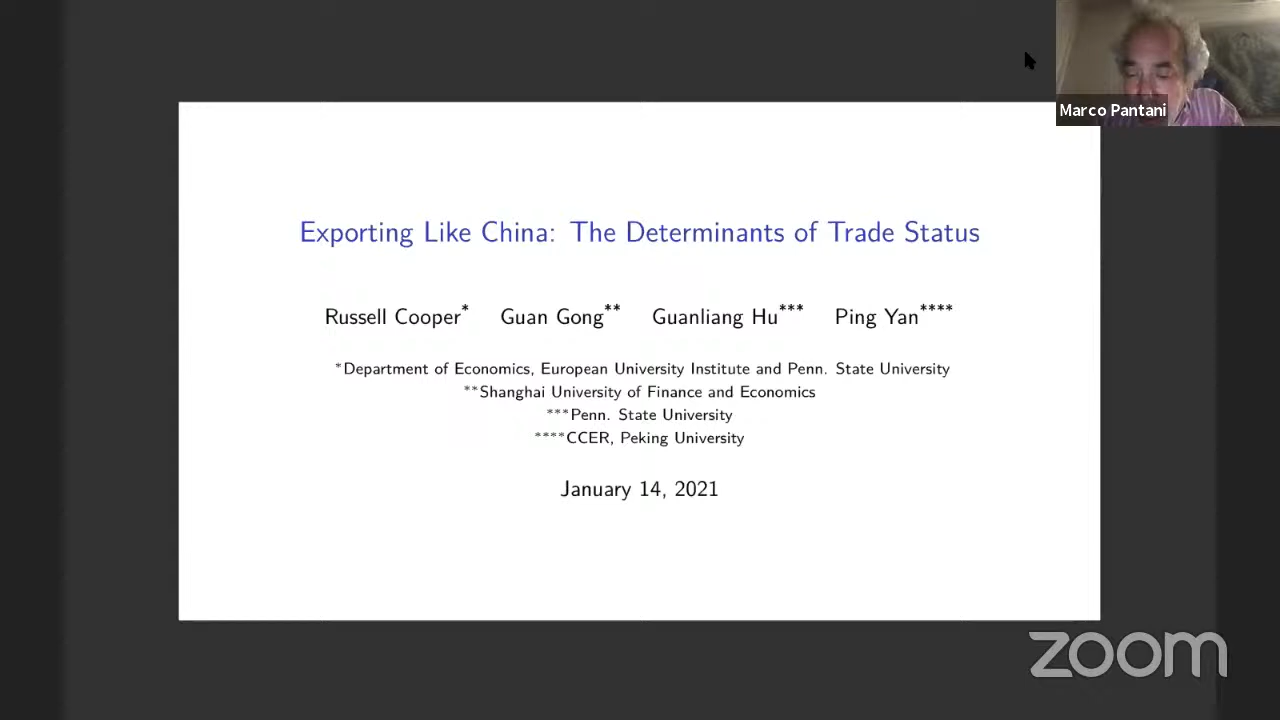 Marco Pantani
Exporting Like China: The Determinants of Trade Status
Russell Cooper* Guan Gong** Guanliang Hu*** Ping Yan****
*Department of Economics, European University Institute and Penn. State University
**Shanghai University of Finance and Economics
***Penn. State University
****CCER, Peking University
January 14, 2021
zoom